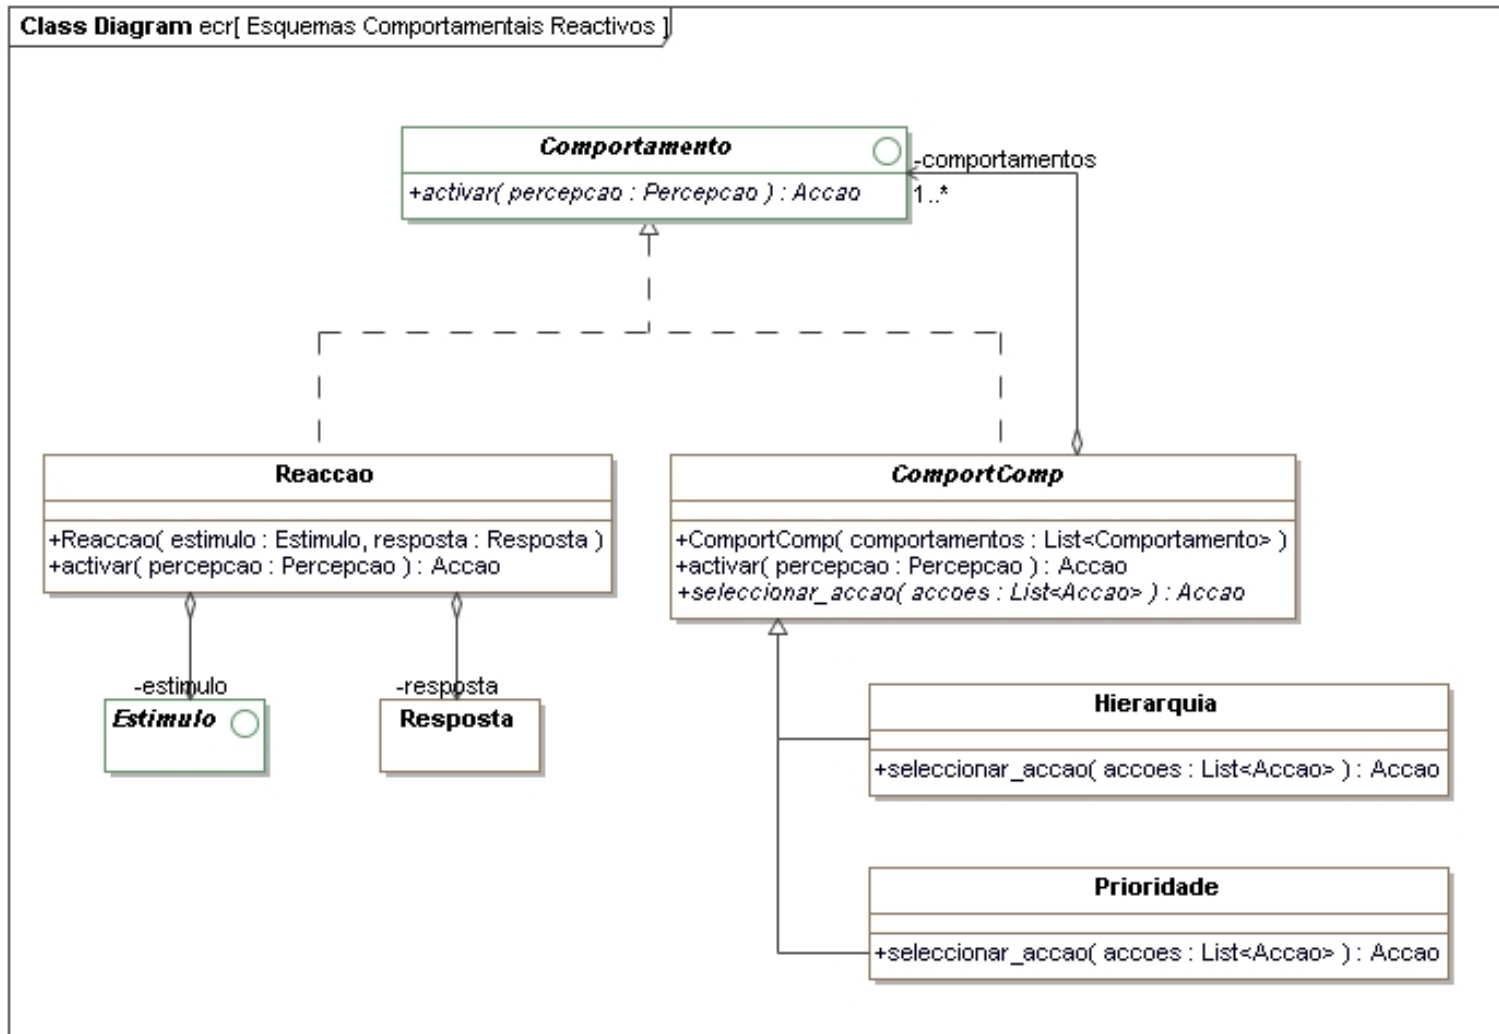 Class Diagram ecr[ Esquemas Comportamentais Reactivos ]
Comportamento
+activar( percepcao : Percepcao ) : Accao
-comportamentos
1..*
Reaccao
+Reaccao( estimulo : Estimulo, resposta : Resposta )
+activar( percepcao : Percepcao ) : Accao
ComportComp
+ComportComp( comportamentos : List<Comportamento> )
+activar( percepcao : Percepcao ) : Accao
+seleccionar_accao( accoes : List<Accao> ) : Accao
-estimulo
-resposta
Estimulo
Resposta
Hierarquia
+seleccionar_accao( accoes : List<Accao> ) : Accao
Prioridade
+seleccionar_accao( accoes : List<Accao> ) : Accao